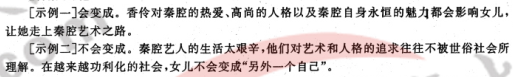 [示例一]会变成。香伶对秦腔的热爱、高尚的人格以及秦腔自身永恒的魅力都会影响女儿，
让她走上秦腔艺术之路。
[示例二]不会变成。秦腔艺人的生活太艰辛，他们对艺术和人格的追求往往不被世俗社会所
理解。在越来越功利化的社会，女儿不会变成“另外一个自己”。